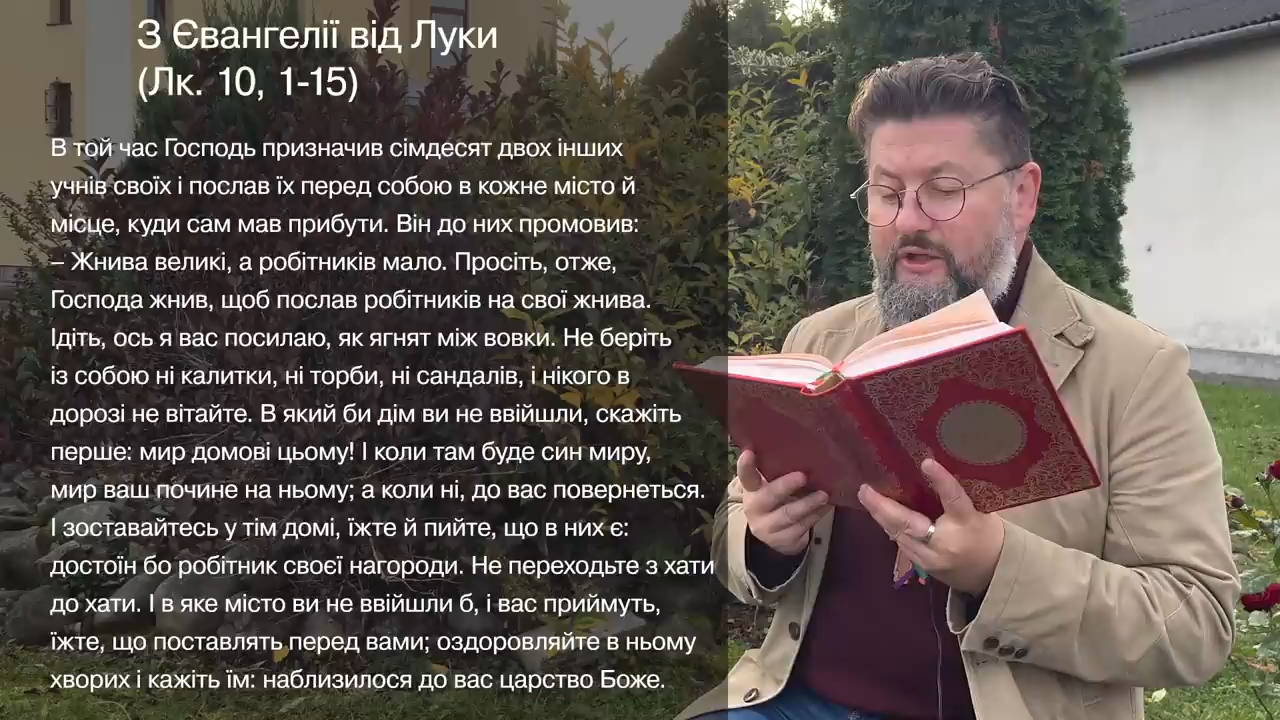 З Євангелії від Луки
(Лк. 10, 1-15)
В той час Господь призначив сімдесят двох інших
учнів своїх і послав їх перед собою в кожне місто й
місце, куди сам мав прибути. Він до них промовив:
– Жнива великі, а робітників мало. Просіть, отже,
Господа жнив, щоб послав робітників на свої жнива.
Ідіть, ось я вас посилаю, як ягнят між вовки. Не беріть
із собою ні калитки, ні торби, ні сандалів, і нікого в
дорозі не вітайте. В який би дім ви не ввійшли, скажіть
перше: мир домові цьому! І коли там буде син миру,
мир ваш почине на ньому; а коли ні, до вас повернеться.
І зоставайтесь у тім домі, їжте й пийте, що в них є:
достоїн бо робітник своєї нагороди. Не переходьте з хати
до хати. І в яке місто ви не ввійшли б, і вас приймуть,
їжте, що поставлять перед вами; оздоровляйте в ньому
хворих і кажіть їм: наблизилося до вас царство Боже.